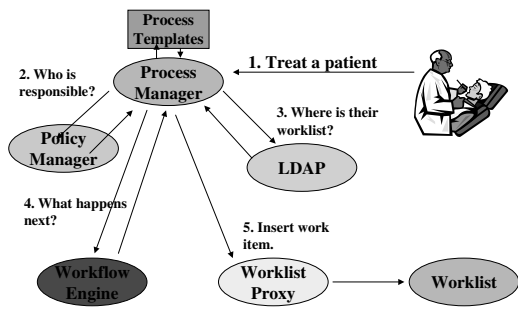 Process
Templates
1. Treat a patient
2. Who is
responsible?
Process
Manager
3. Where is their
worklist?
Policy
Manager
LDAP
4. What happens
next?
5. Insert work
item.
Workflow
Engine
Worklist
Proxy
Worklist